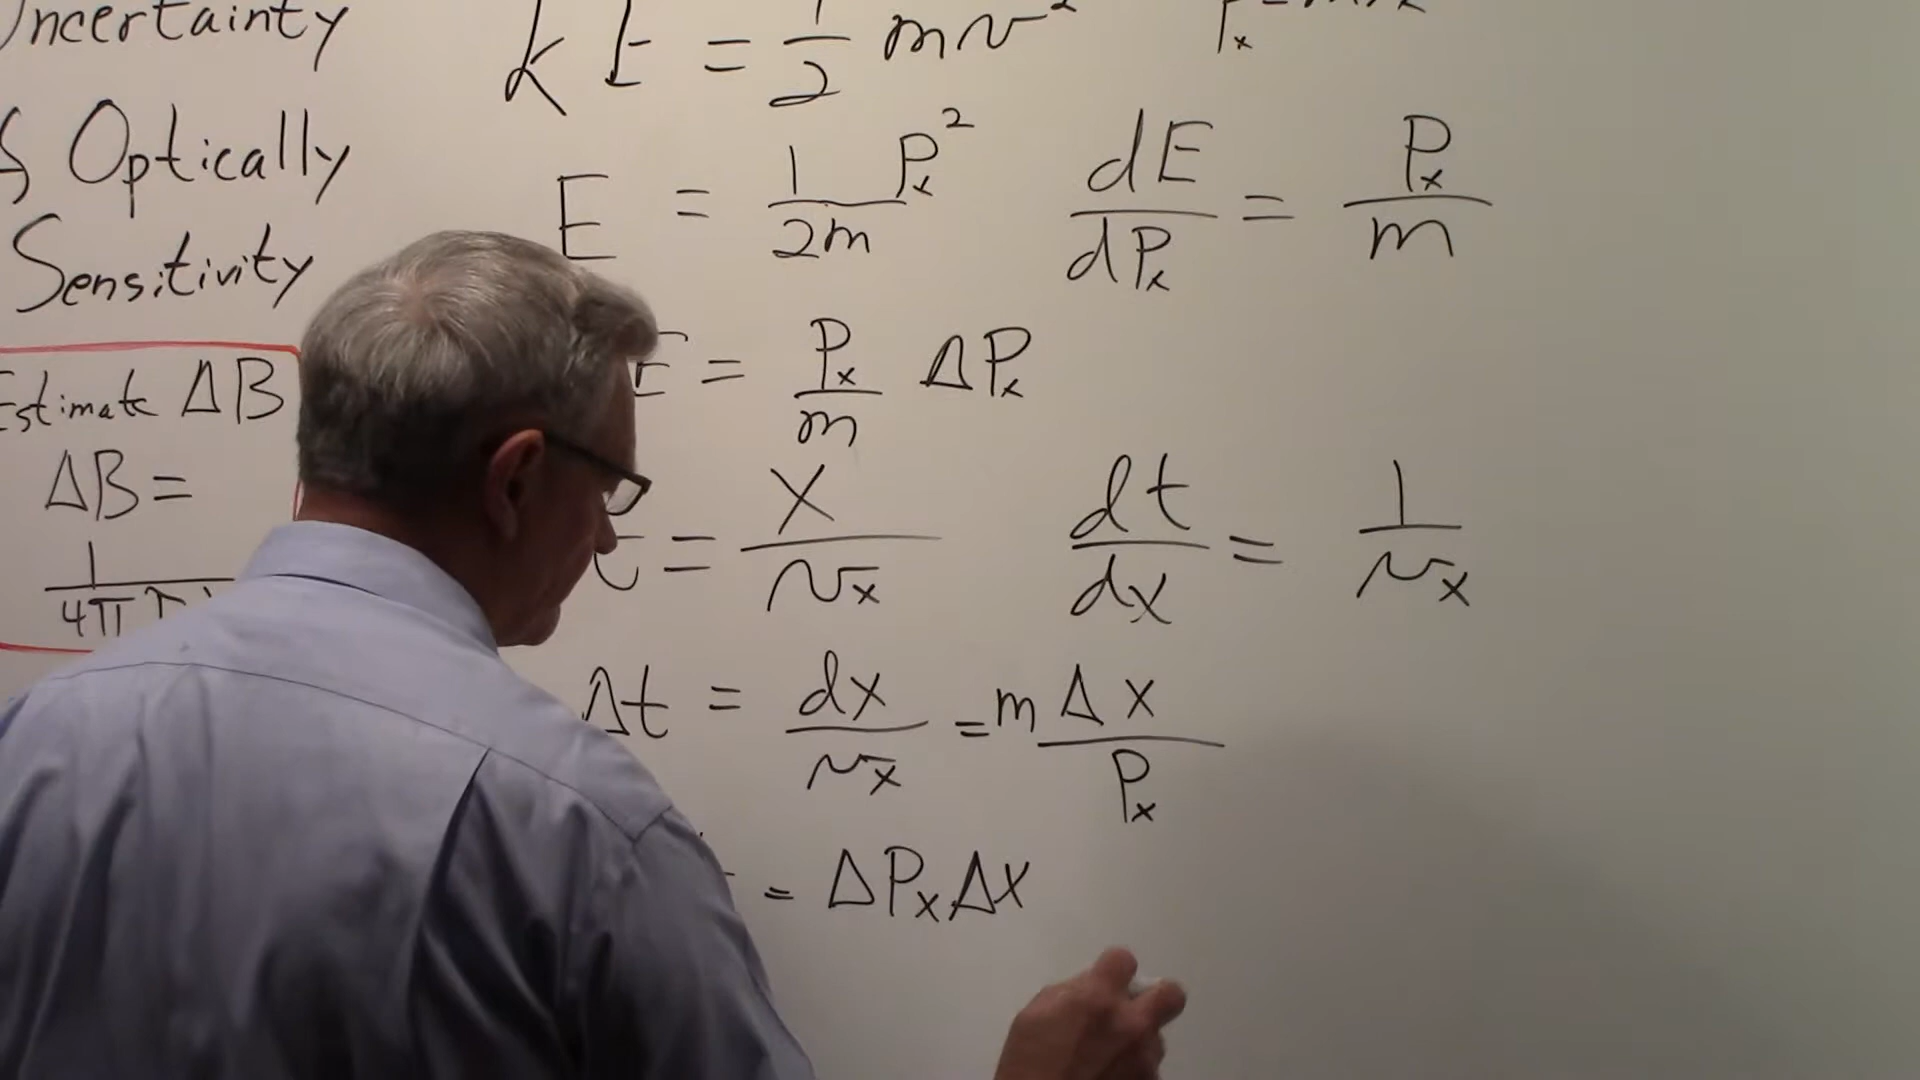 Uncertainty
& Optically
Sensitivity
Estimate ΔB
ΔB =
1
4π
KE = 1/2 mv²
E = 1/2m Pₓ²
dE/dPₓ = Pₓ/m
E = Pₓ/m ΔPₓ
t = X/vₓ
dt/dx = 1/vₓ
Δt = dx/vₓ = mΔx/Pₓ
= ΔPₓΔx